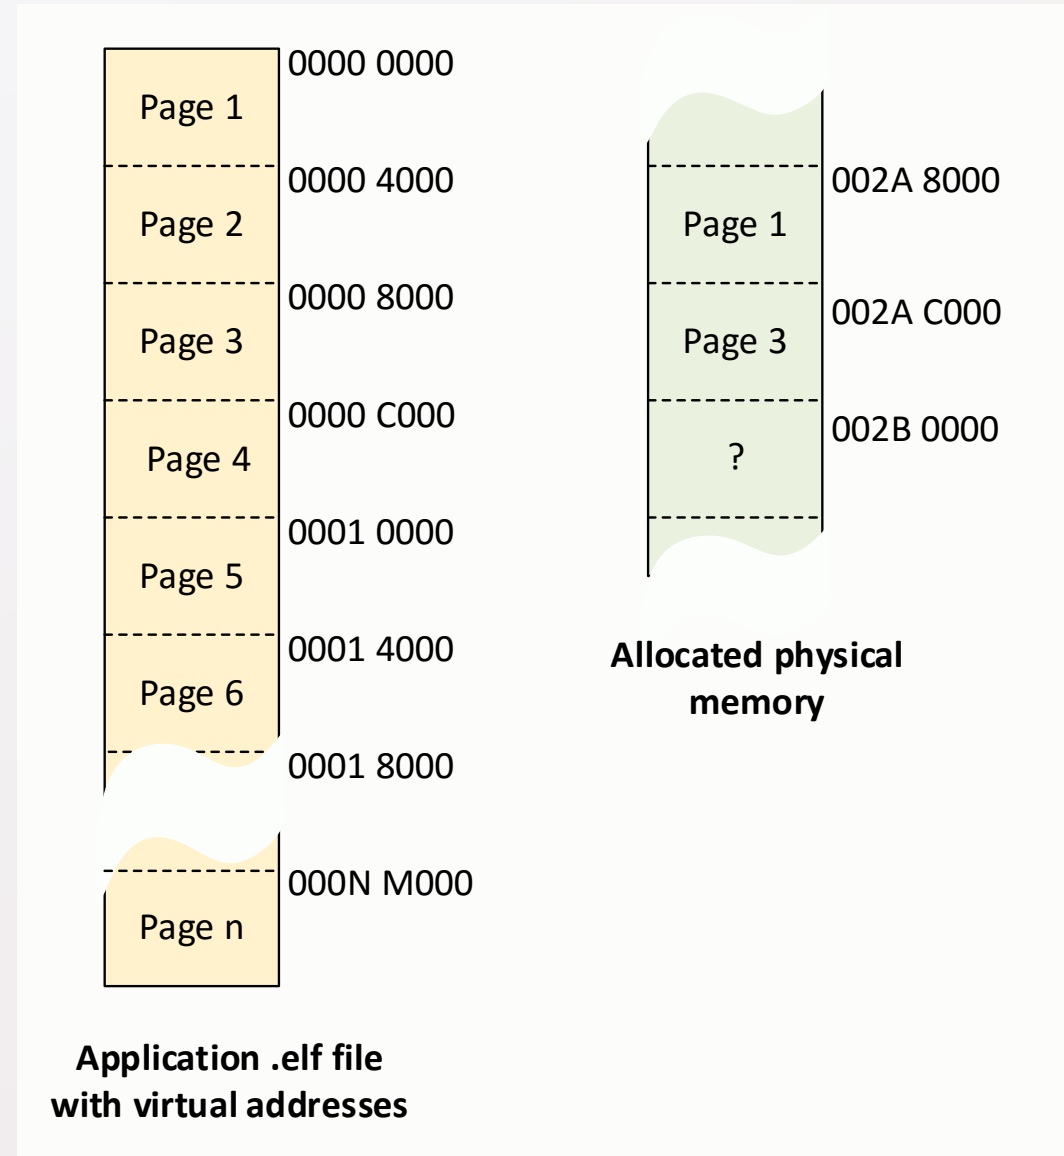 0000 0000
Page 1
0000 4000
Page 2
0000 8000
Page 3
0000 C000
Page 4
0001 0000
Page 5
0001 4000
Page 6
0001 8000
000N M000
Page n
Application .elf file
with virtual addresses
002A 8000
Page 1
002A C000
Page 3
002B 0000
?
Allocated physical
memory